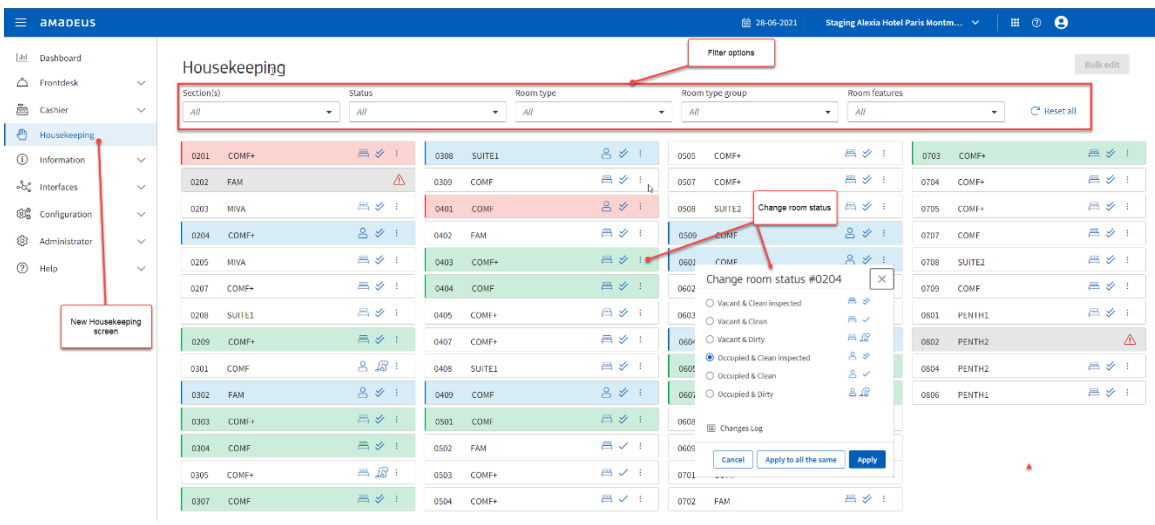 amadeus
28-06-2021
Staging Alexia Hotel Paris Montm...
Dashboard
Frontdesk
Cashier
Housekeeping
Information
Interfaces
Configuration
Administrator
Help
New Housekeeping
screen
Housekeeping
Filter options
Bulk edit
Section(s)
Status
Room type
Room type group
Room features
All
All
All
All
All
Reset all
0201 COMF+
0202 FAM
0203 MIVA
0204 COMF+
0205 MIVA
0207 COMF+
0208 SUITE1
0209 COMF+
0301 COMF
0302 FAM
0303 COMF+
0304 COMF
0305 COMF+
0307 COMF
0308 SUITE1
0309 COMF
0401 COMF
0402 FAM
0403 COMF+
0404 COMF
0405 COMF+
0407 COMF+
0408 SUITE1
0409 COMF
0501 COMF
0502 FAM
0503 COMF+
0504 COMF+
0505 COMF+
0507 COMF+
0508 SUITE2
0509 COMF
0601 COMF
0602
0603
0604
0605
0607
0608
0609
0701
0702 FAM
0703 COMF+
0704 COMF+
0705 COMF+
0707 COMF
0708 SUITE2
0709 COMF
0801 PENTH1
0802 PENTH2
0804 PENTH2
0806 PENTH1
Change room status
Change room status #0204
Vacant & Clean inspected
Vacant & Clean
Vacant & Dirty
Occupied & Clean inspected
Occupied & Clean
Occupied & Dirty
Changes Log
Cancel
Apply to all the same
Apply